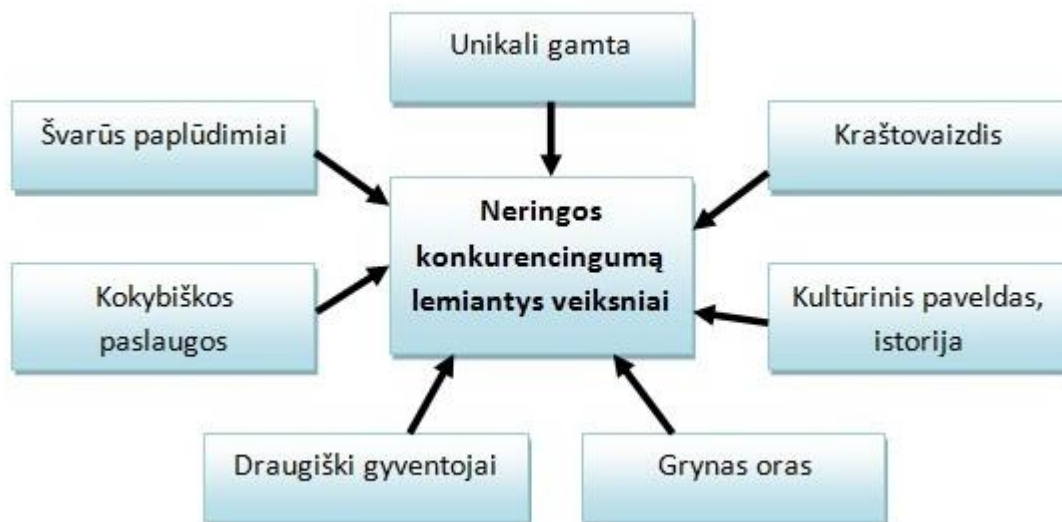 Unikali gamta
Švarūs paplūdimiai
Kraštovaizdis
Neringos
konkurencingumą
lemiantys veiksniai
Kokybiškos
paslaugos
Kultūrinis paveldas,
istorija
Draugiški gyventojai
Grynas oras